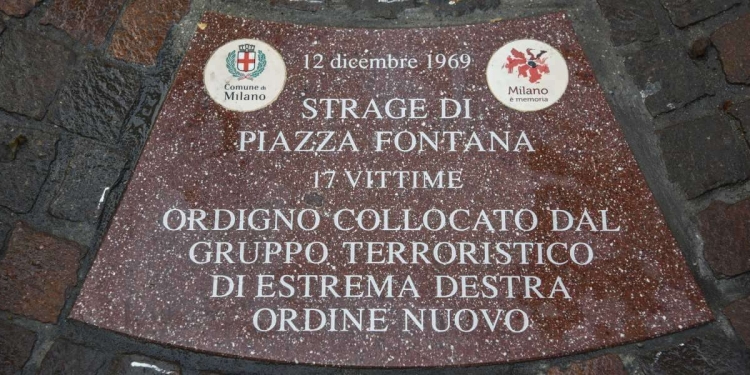 12 dicembre 1969
Comune di
Milano
Milano
è memoria
STRAGE DI
PIAZZA FONTANA
17 VITTIME
ORDIGNO COLLOCATO DAL
GRUPPO TERRORISTICO
DI ESTREMA DESTRA
ORDINE NUOVO